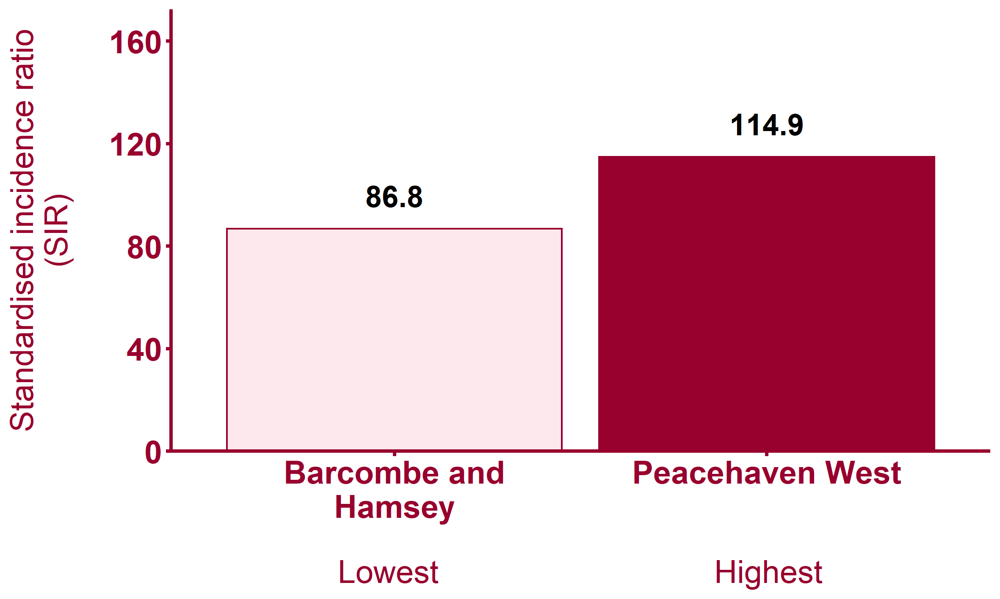 Standardised incidence ratio
(SIR)
160
120
80
40
0
86.8
114.9
Barcombe and
Hamsey
Peacehaven West
Lowest
Highest